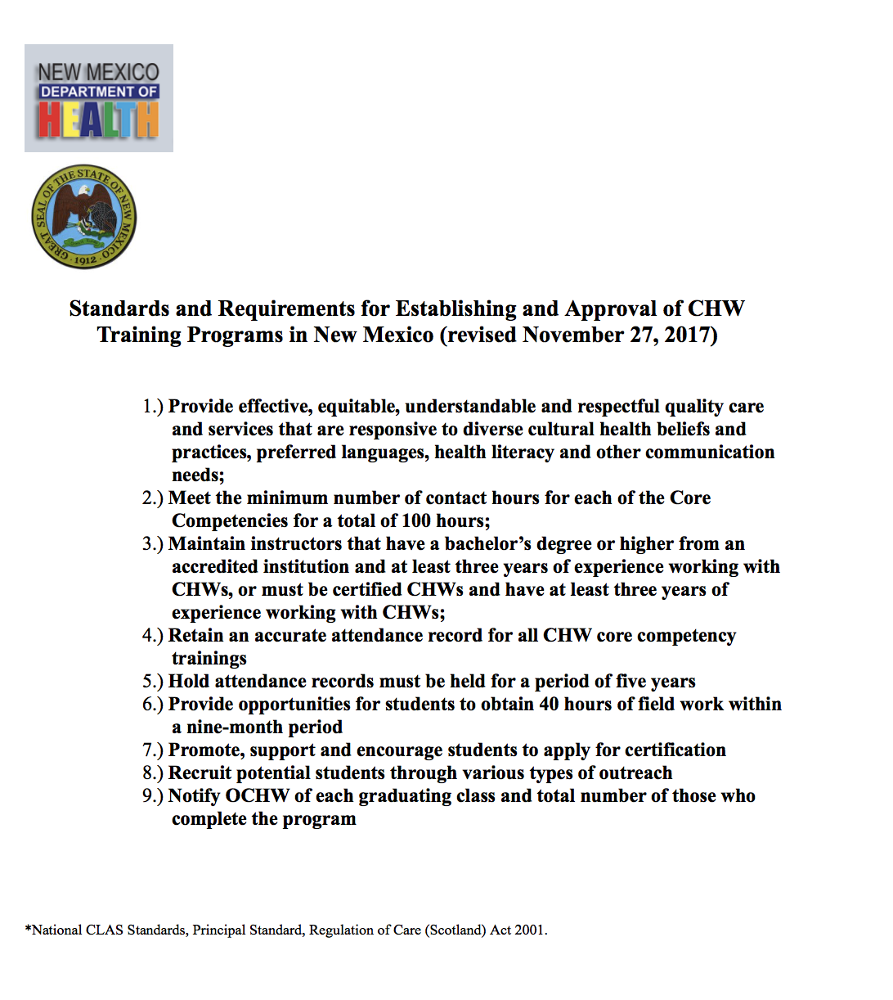 NEW MEXICO
DEPARTMENT OF
HEALTH
GREAT SEAL OF THE STATE OF NEW MEXICO
1912
Standards and Requirements for Establishing and Approval of CHW
Training Programs in New Mexico (revised November 27, 2017)
1.) Provide effective, equitable, understandable and respectful quality care
and services that are responsive to diverse cultural health beliefs and
practices, preferred languages, health literacy and other communication
needs;
2.) Meet the minimum number of contact hours for each of the Core
Competencies for a total of 100 hours;
3.) Maintain instructors that have a bachelor’s degree or higher from an
accredited institution and at least three years of experience working with
CHWs, or must be certified CHWs and have at least three years of
experience working with CHWs;
4.) Retain an accurate attendance record for all CHW core competency
trainings
5.) Hold attendance records must be held for a period of five years
6.) Provide opportunities for students to obtain 40 hours of field work within
a nine-month period
7.) Promote, support and encourage students to apply for certification
8.) Recruit potential students through various types of outreach
9.) Notify OCHW of each graduating class and total number of those who
complete the program
*National CLAS Standards, Principal Standard, Regulation of Care (Scotland) Act 2001.